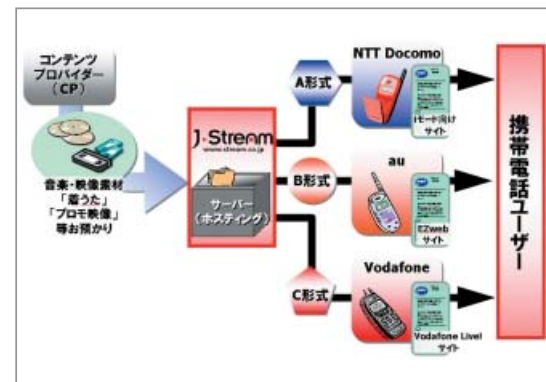 コンテンツ
プロバイダー
(CP)
音楽・映像素材
「着うた」
「プロモ映像」
等お預かり
J-Stream
www.stream.co.jp
サーバー
(ホスティング)
A形式
NTT Docomo
iモード向け
サイト
B形式
au
EZweb
サイト
C形式
Vodafone
Vodafone Live!
サイト
携帯電話ユーザー